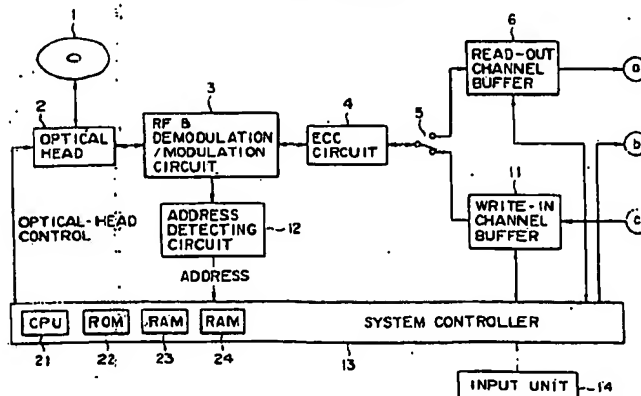 1
6
READ-OUT
CHANNEL
BUFFER
a
2
OPTICAL
HEAD
3
RF &
DEMODULATION
/MODULATION
CIRCUIT
4
ECC
CIRCUIT
5
b
11
WRITE-IN
CHANNEL
BUFFER
c
OPTICAL-HEAD
CONTROL
ADDRESS
DETECTING
CIRCUIT
12
ADDRESS
CPU
ROM
RAM
RAM
SYSTEM CONTROLLER
21
22
23
24
13
INPUT UNIT
14